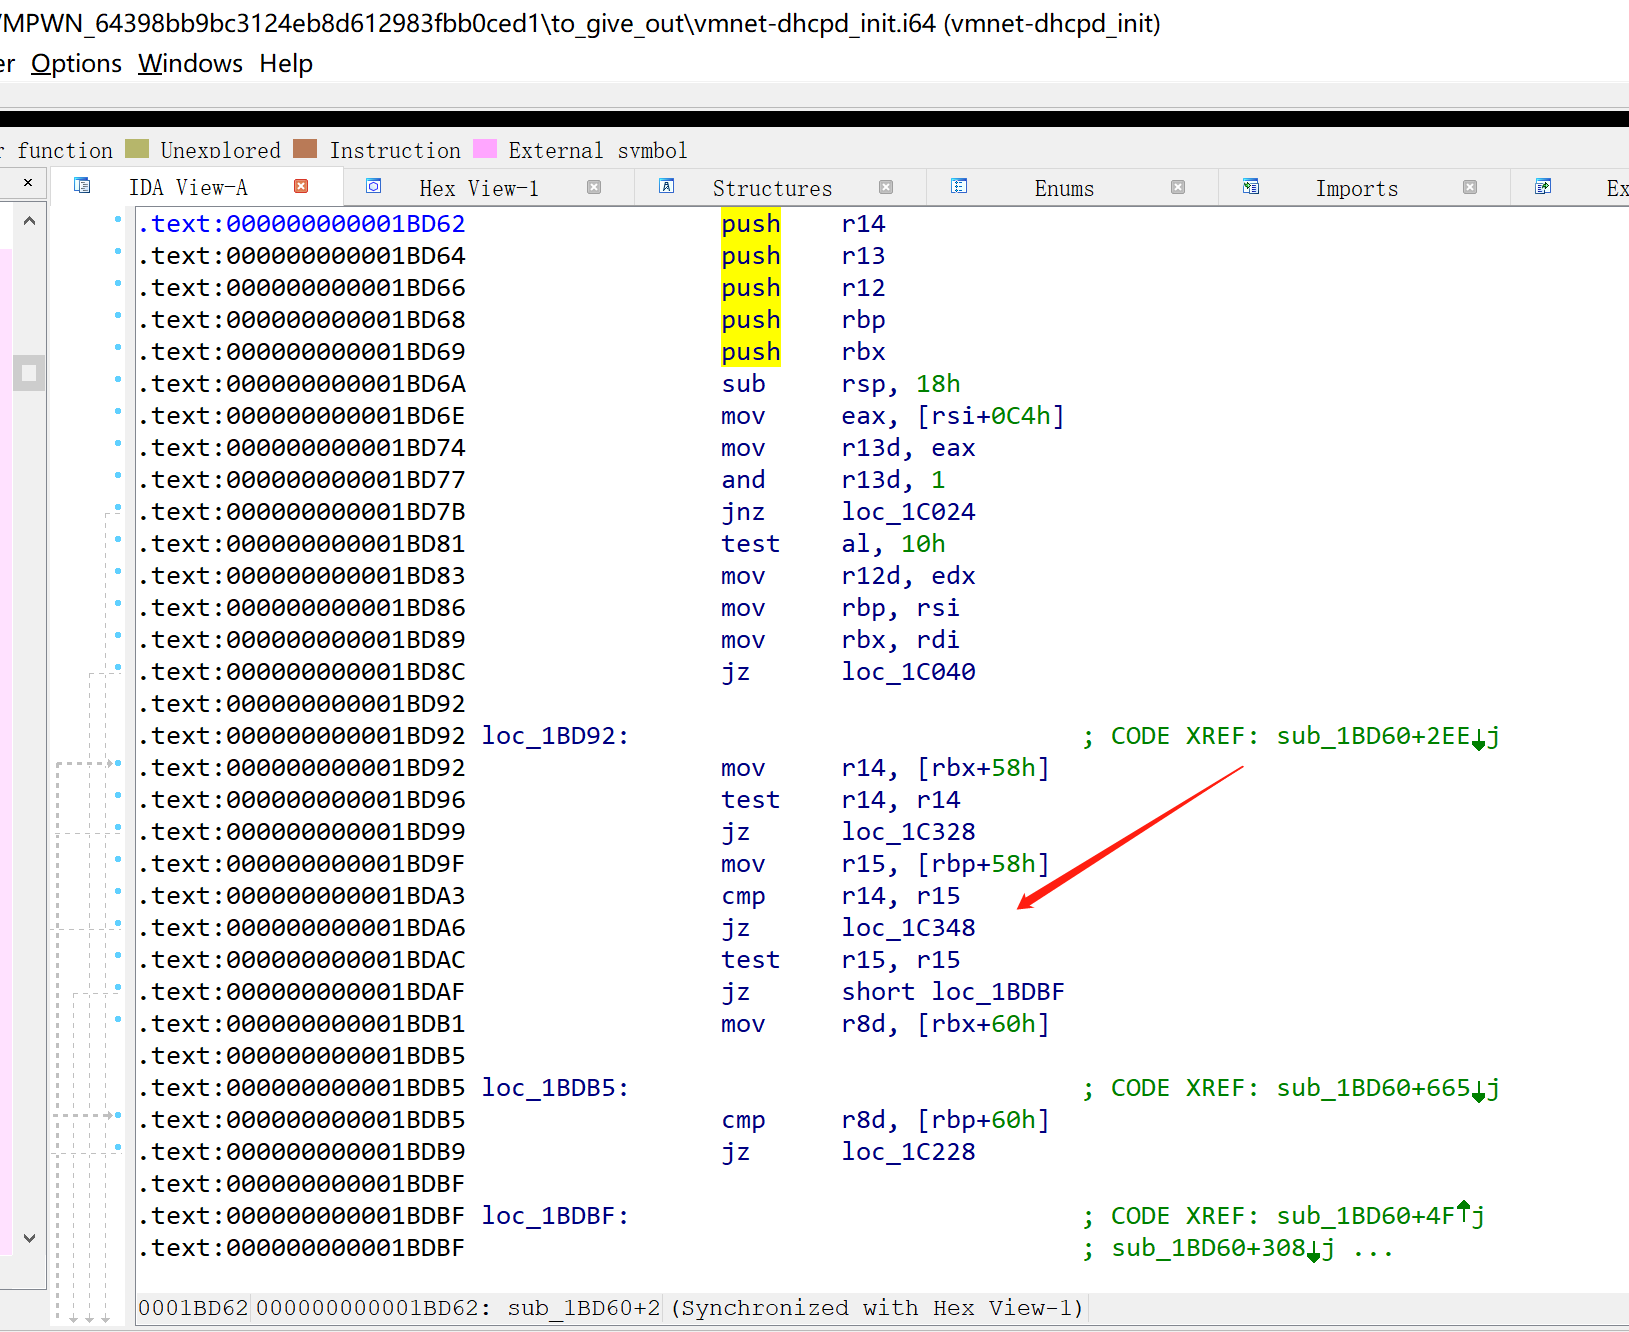 VMPWN_64398bb9bc3124eb8d612983fbb0ced1\to_give_out\vmnet-dhcpd_init.i64 (vmnet-dhcpd_init)
er Options Windows Help
r function Unexplored Instruction External symbol
IDA View-A Hex View-1 Structures Enums Imports Ex
.text:000000000001BD62 push r14
.text:000000000001BD64 push r13
.text:000000000001BD66 push r12
.text:000000000001BD68 push rbp
.text:000000000001BD69 push rbx
.text:000000000001BD6A sub rsp, 18h
.text:000000000001BD6E mov eax, [rsi+0C4h]
.text:000000000001BD74 mov r13d, eax
.text:000000000001BD77 and r13d, 1
.text:000000000001BD7B jnz loc_1C024
.text:000000000001BD81 test al, 10h
.text:000000000001BD83 mov r12d, edx
.text:000000000001BD86 mov rbp, rsi
.text:000000000001BD89 mov rbx, rdi
.text:000000000001BD8C jz loc_1C040
.text:000000000001BD92
.text:000000000001BD92 loc_1BD92: ; CODE XREF: sub_1BD60+2EE↓j
.text:000000000001BD92 mov r14, [rbx+58h]
.text:000000000001BD96 test r14, r14
.text:000000000001BD99 jz loc_1C328
.text:000000000001BD9F mov r15, [rbp+58h]
.text:000000000001BDA3 cmp r14, r15
.text:000000000001BDA6 jz loc_1C348
.text:000000000001BDAC test r15, r15
.text:000000000001BDAF jz short loc_1BDBF
.text:000000000001BDB1 mov r8d, [rbx+60h]
.text:000000000001BDB5
.text:000000000001BDB5 loc_1BDB5: ; CODE XREF: sub_1BD60+665↓j
.text:000000000001BDB5 cmp r8d, [rbp+60h]
.text:000000000001BDB9 jz loc_1C228
.text:000000000001BDBF
.text:000000000001BDBF loc_1BDBF: ; CODE XREF: sub_1BD60+4F↑j
.text:000000000001BDBF ; sub_1BD60+308↓j ...
0001BD62 000000000001BD62: sub_1BD60+2 (Synchronized with Hex View-1)